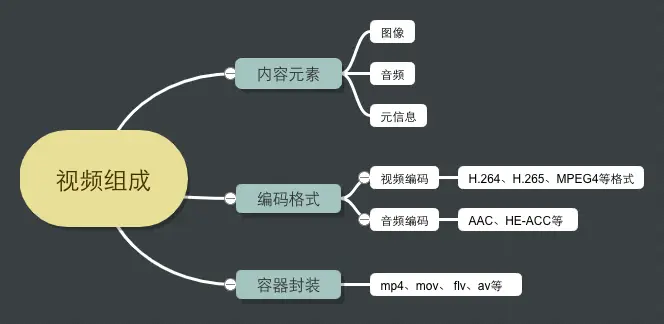 视频组成
内容元素
图像
音频
元信息
编码格式
视频编码
H.264、H.265、MPEG4等格式
音频编码
AAC、HE-ACC等
容器封装
mp4、mov、 flv、av等